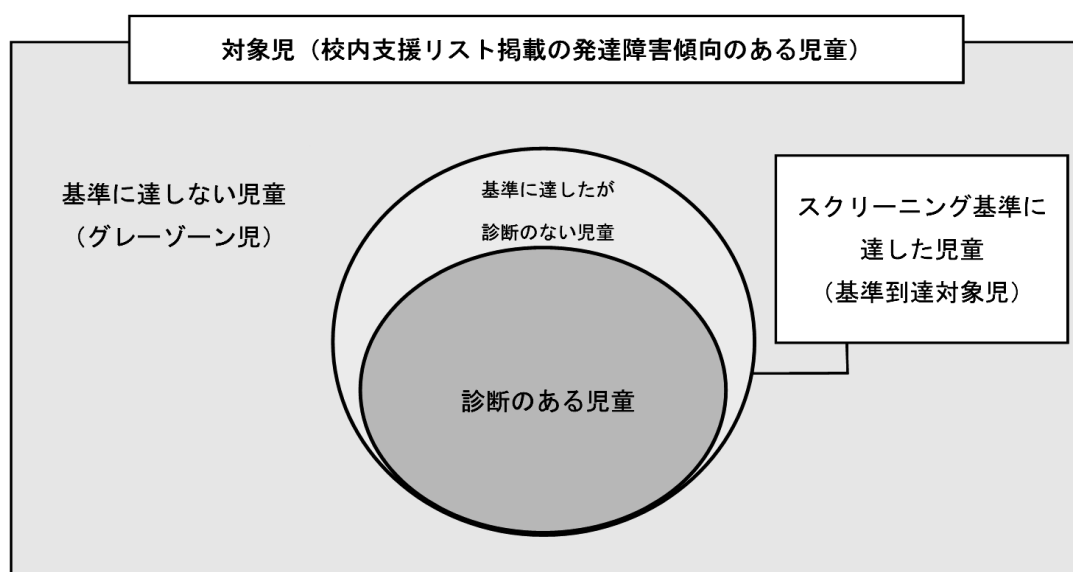 対象児（校内支援リスト掲載の発達障害傾向のある児童）
基準に達しない児童
（グレーゾーン児）
基準に達したが
診断のない児童
スクリーニング基準に
達した児童
（基準到達対象児）
診断のある児童